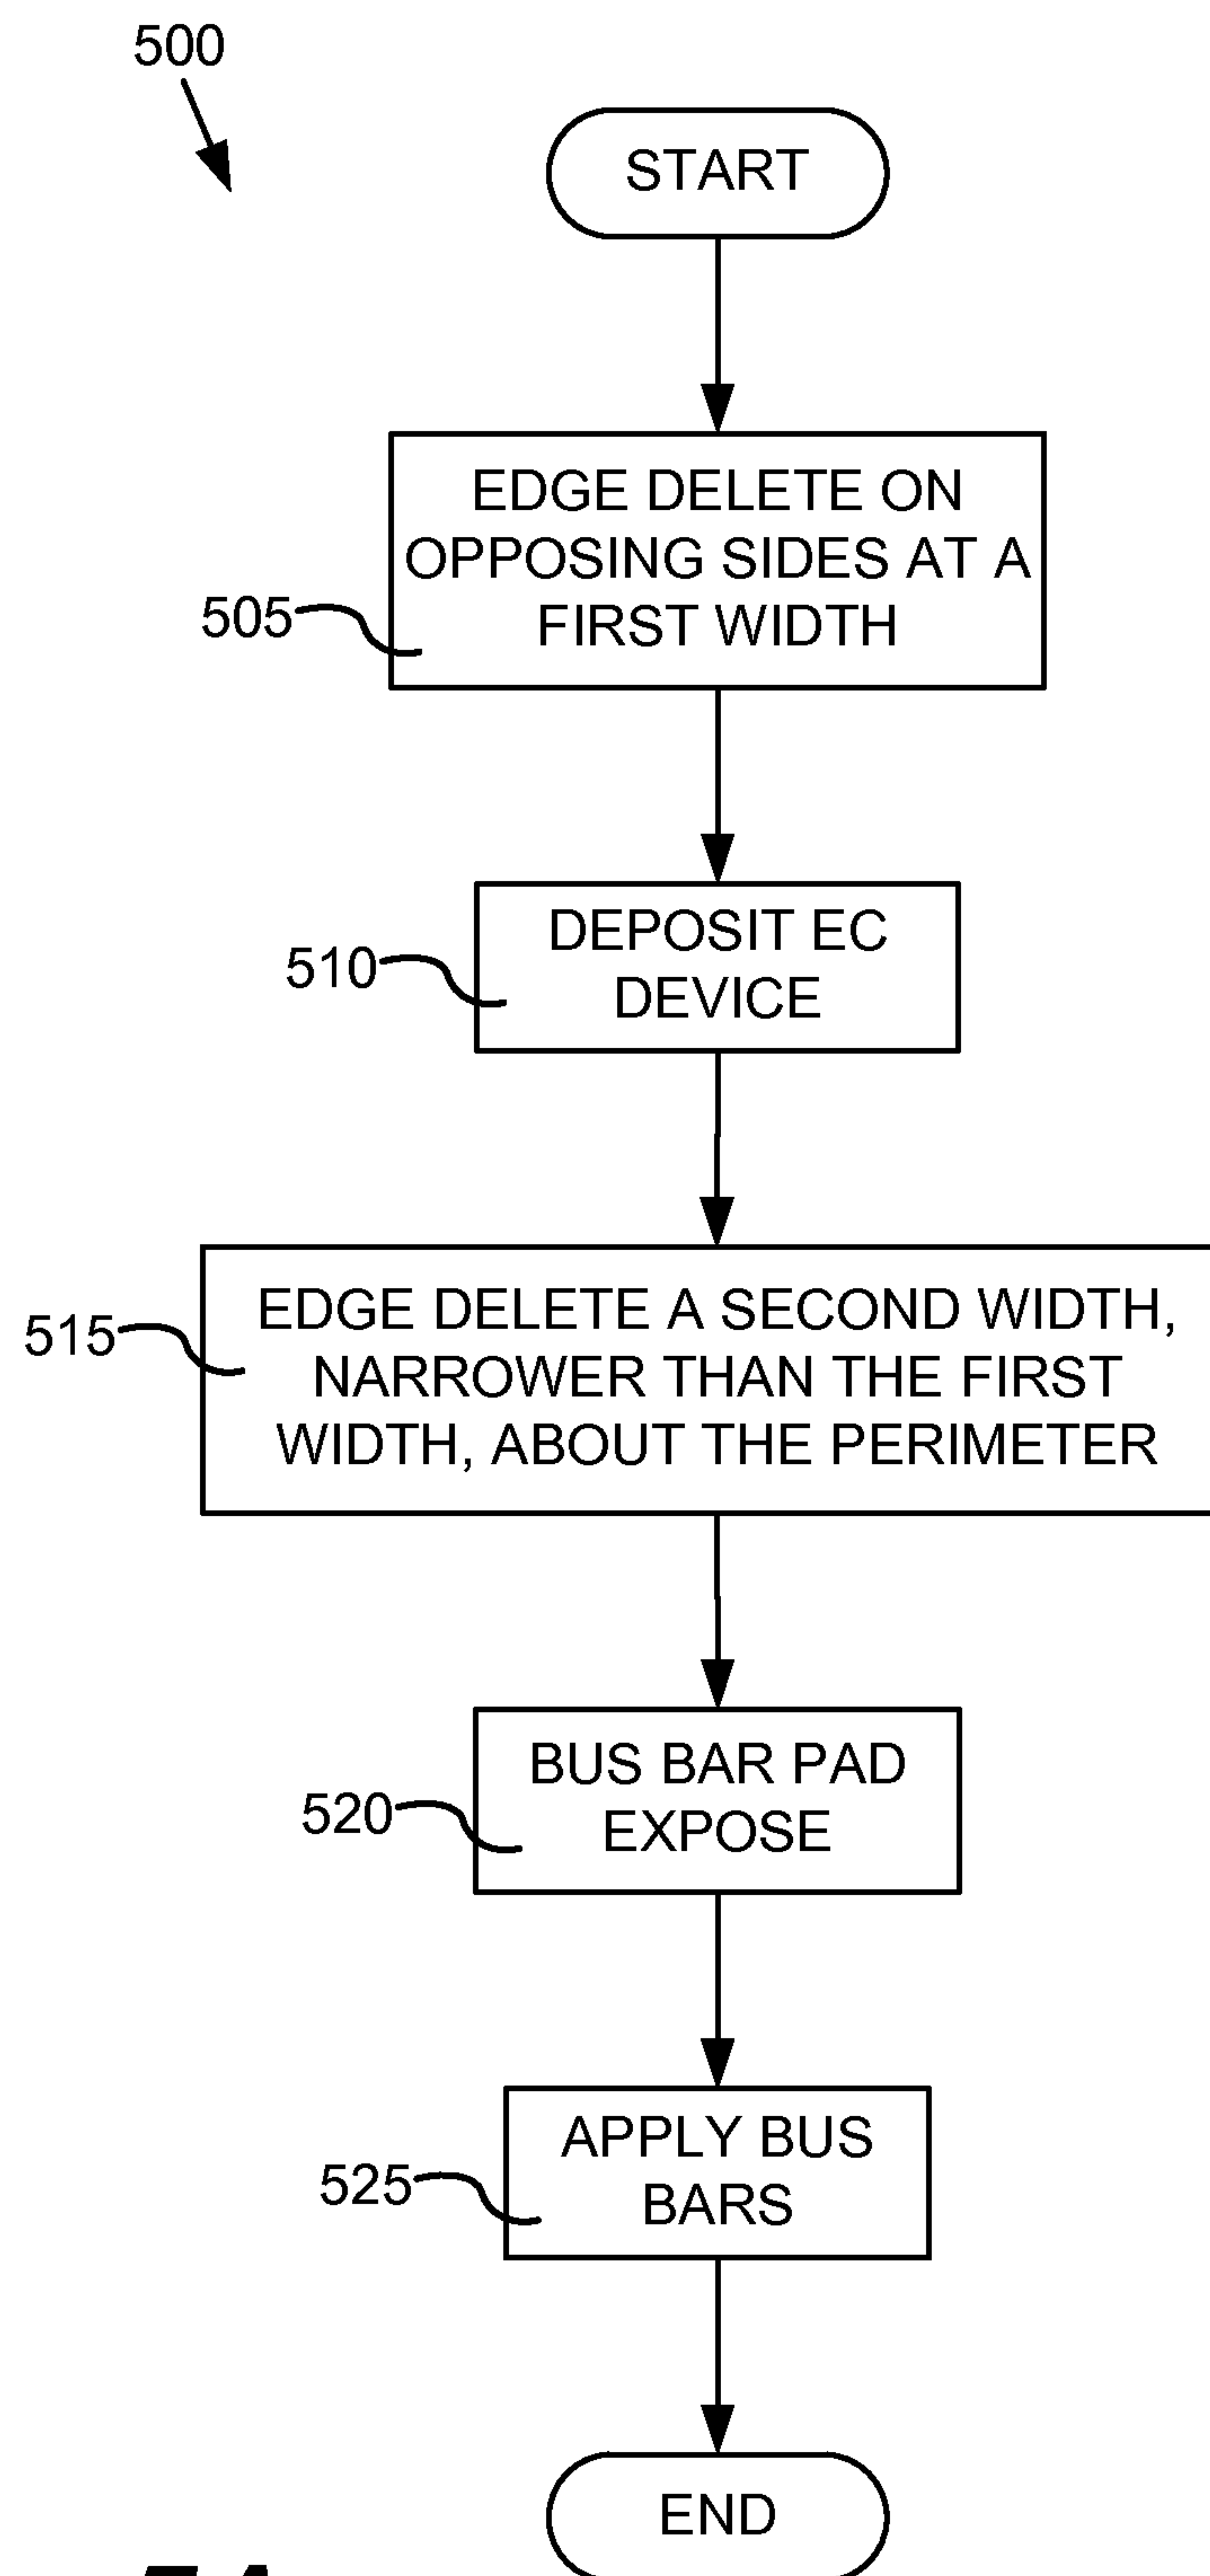 500
START
EDGE DELETE ON
OPPOSING SIDES AT A
FIRST WIDTH
505
DEPOSIT EC
DEVICE
510
EDGE DELETE A SECOND WIDTH,
NARROWER THAN THE FIRST
WIDTH, ABOUT THE PERIMETER
515
BUS BAR PAD
EXPOSE
520
APPLY BUS
BARS
525
END